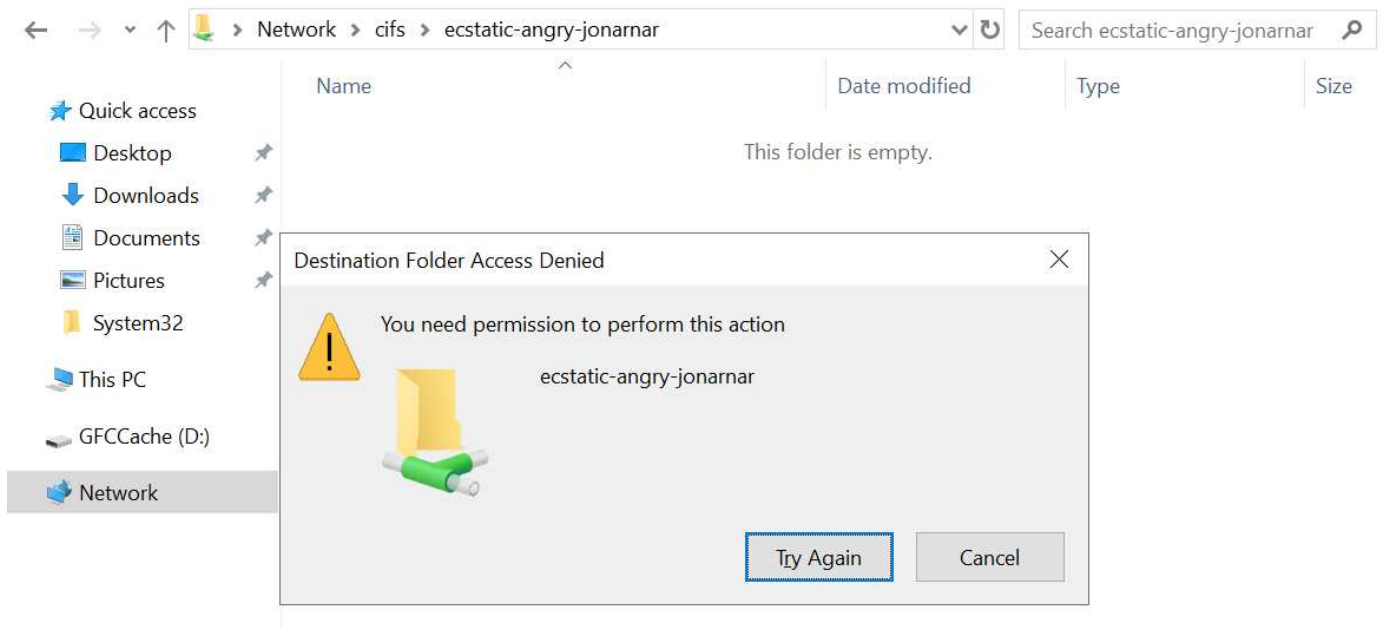 Network > cifs > ecstatic-angry-jonarnar
Search ecstatic-angry-jonarnar
Name Date modified Type Size
This folder is empty.
Quick access
Desktop
Downloads
Documents
Pictures
System32
This PC
GFCCache (D:)
Network
Destination Folder Access Denied
You need permission to perform this action
ecstatic-angry-jonarnar
Try Again Cancel